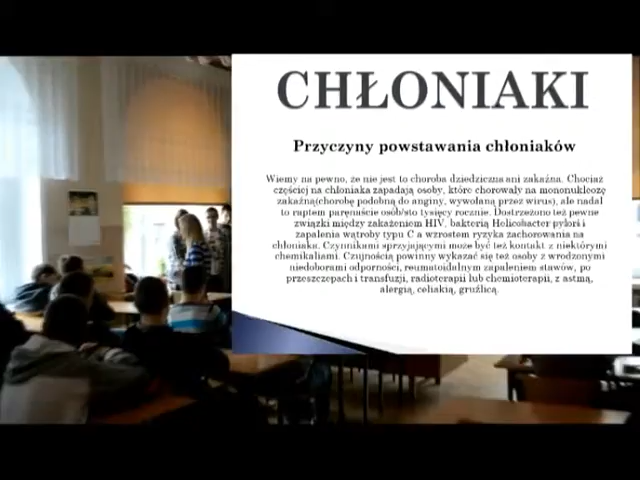 CHŁONIAKI
Przyczyny powstawania chłoniaków
Wiemy na pewno, że nie jest to choroba dziedziczna ani zakaźna. Chociaż
częściej na chłoniaka zapadają osoby, które chorowały na mononukleozę
zakaźną(chorobę podobną do anginy, wywołaną przez wirus), ale nadal
to raptem paręnaście osób/sto tysięcy rocznie. Dostrzeżono też pewne
związki między zakażeniem HIV, bakterią Helicobacter pylori i
zapalenia wątroby typu C a wzrostem ryzyka zachorowania na
chłoniaka. Czynnikami sprzyjającymi może być też kontakt z niektórymi
chemikaliami. Czujnością powinny wykazać się też osoby z wrodzonymi
niedoborami odporności, reumatoidalnym zapaleniem stawów, po
przeszczepach i transfuzji, radioterapii lub chemioterapii, z astmą,
alergią, celiakią, gruźlicą.